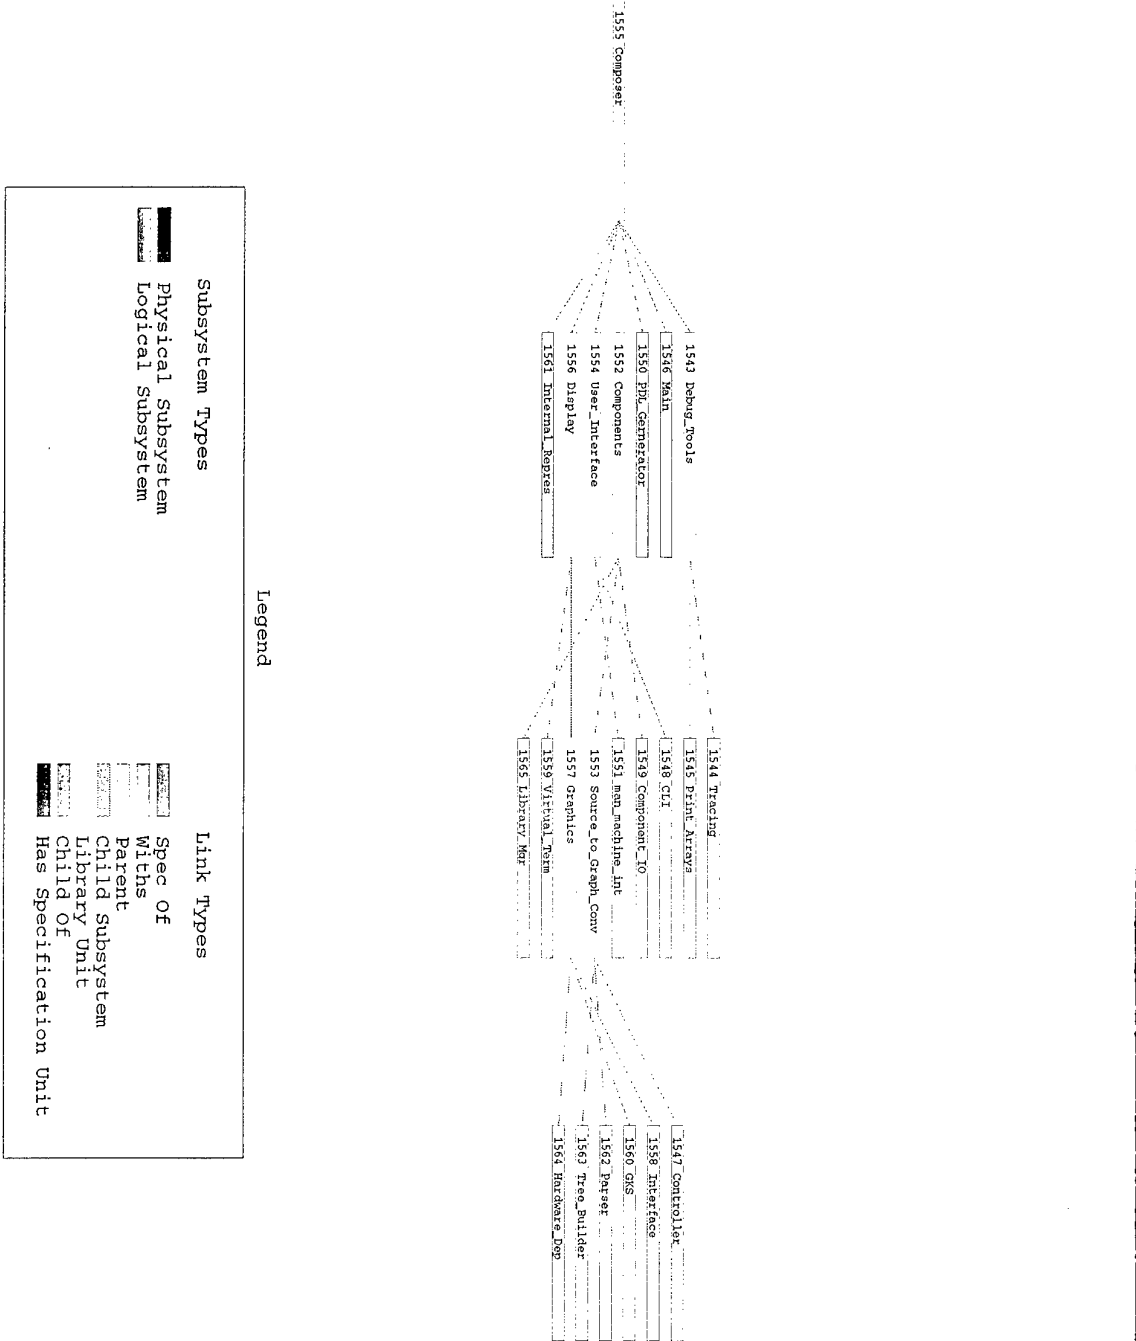 1555 Composer
1543 Debug_Tools
1546 Main
1550 PDL_Gernerator
1552 Components
1554 User_Interface
1556 Display
1561 Internal_Repres
1544 Tracing
1545 Print_Arrays
1548 CLI
1549 Component_IO
1551 man_machine_int
1553 Source_to_Graph_Conv
1557 Graphics
1559 Virtual_Term
1565 Library_Mgr
1547 Controller
1558 Interface
1560 GKS
1562 Parser
1563 Tree_Builder
1564 Hardware_Dep
Legend
Subsystem Types
Physical Subsystem
Logical Subsystem
Link Types
Spec Of
Withs
Parent
Child Subsystem
Library Unit
Child Of
Has Specification Unit